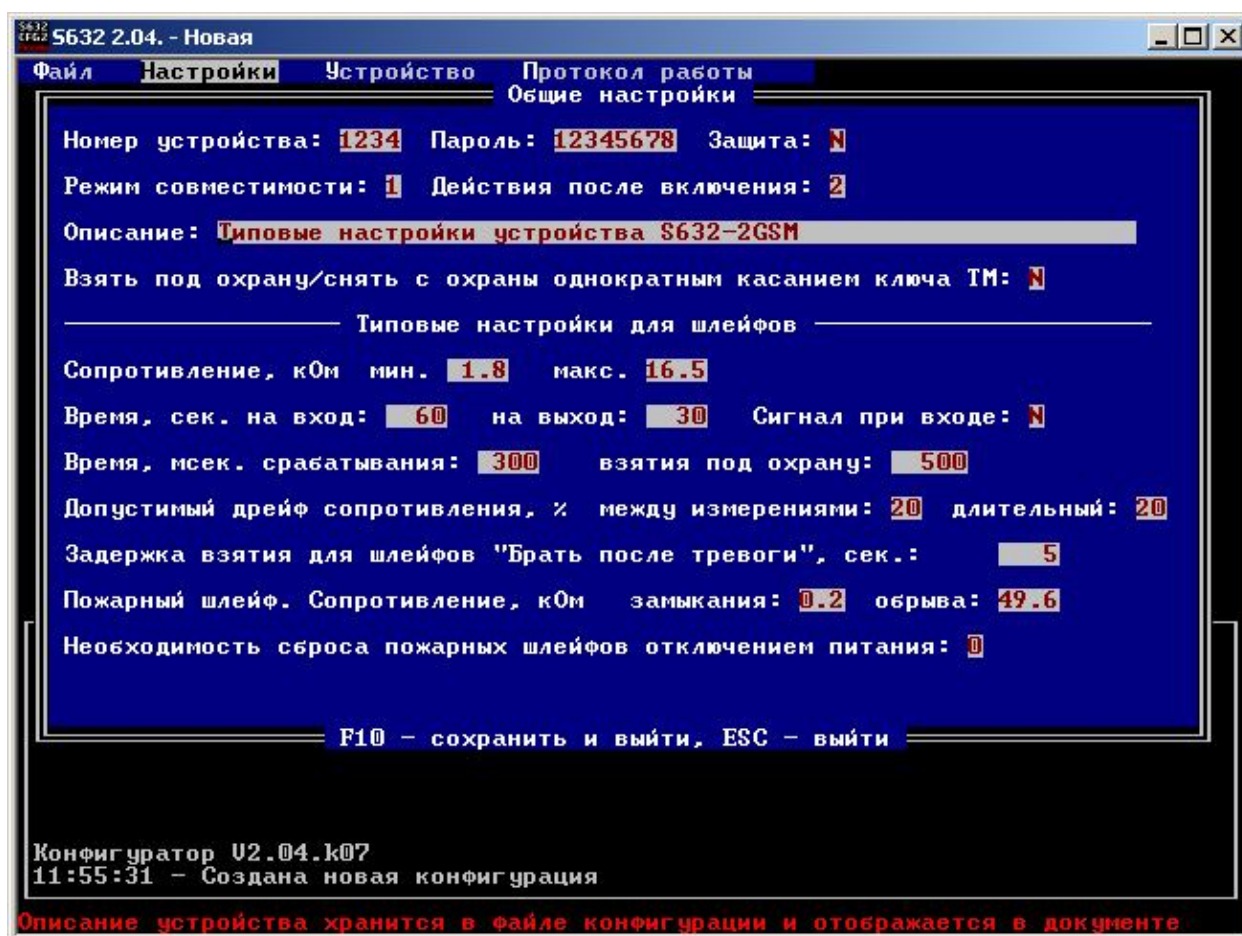 S632 CFG2
S632 2.04. - Новая
Файл Настройки Устройство Протокол работы
Общие настройки
Номер устройства: 1234 Пароль: 12345678 Защита: N
Режим совместимости: 1 Действия после включения: 2
Описание: Типовые настройки устройства S632-2GSM
Взять под охрану/снять с охраны однократным касанием ключа ТМ: N
Типовые настройки для шлейфов
Сопротивление, кОм мин. 1.8 макс. 16.5
Время, сек. на вход: 60 на выход: 30 Сигнал при входе: N
Время, мсек. срабатывания: 300 взятия под охрану: 500
Допустимый дрейф сопротивления, % между измерениями: 20 длительный: 20
Задержка взятия для шлейфов "Брать после тревоги", сек.: 5
Пожарный шлейф. Сопротивление, кОм замыкания: 0.2 обрыва: 49.6
Необходимость сброса пожарных шлейфов отключением питания: 0
F10 - сохранить и выйти, ESC - выйти
Конфигуратор V2.04.k07
11:55:31 - Создана новая конфигурация
Описание устройства хранится в файле конфигурации и отображается в документе